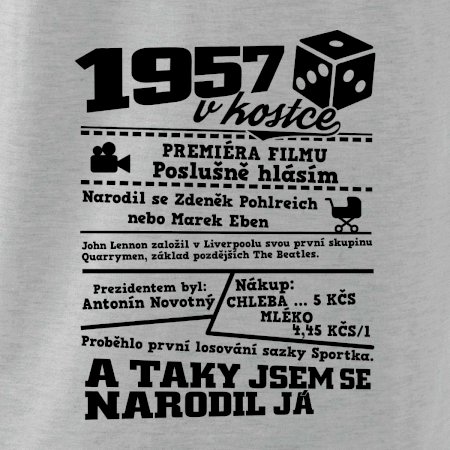 1957
v kostce
PREMIÉRA FILMU
Poslušně hlásím
Narodil se Zdeněk Pohlreich
nebo Marek Eben
John Lennon založil v Liverpoolu svou první skupinu
Quarrymen, základ pozdějších The Beatles.
Prezidentem byl:
Antonín Novotný
Nákup:
CHLEBA ... 5 KČS
MLÉKO
4,45 KČS/l
Proběhlo první losování sazky Sportka.
A TAKY JSEM SE
NARODIL JÁ